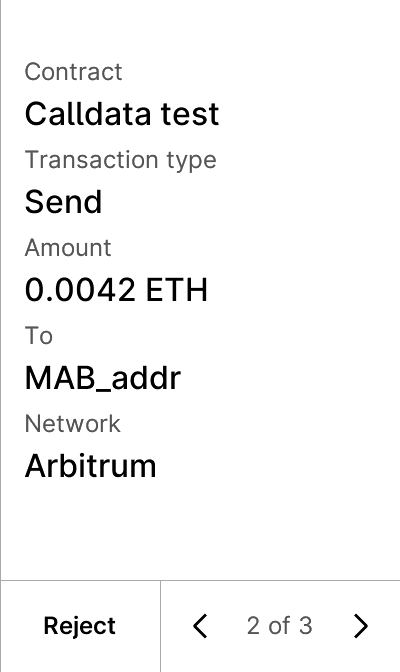 Contract
Calldata test
Transaction type
Send
Amount
0.0042 ETH
To
MAB_addr
Network
Arbitrum
Reject
2 of 3